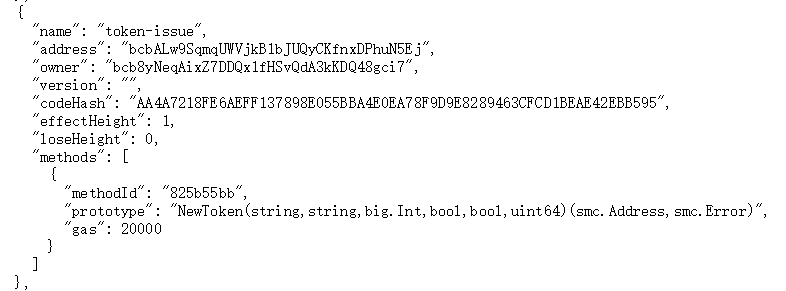 {
"name": "token-issue",
"address": "bcbALw9SqmqUWVjkB1bJUQyCKfnxDPhuN5Ej",
"owner": "bcb8yNeqAixZ7DDQx1fHSvQdA3kKDQ48gci7",
"version": "",
"codeHash": "AA4A7218FE6AEFF137898E055BBA4E0EA78F9D9E8289463CFCD1BEAE42EBB595",
"effectHeight": 1,
"loseHeight": 0,
"methods": [
{
"methodId": "825b55bb",
"prototype": "NewToken(string,string,big.Int,bool,bool,uint64)(smc.Address,smc.Error)",
"gas": 20000
}
]
},